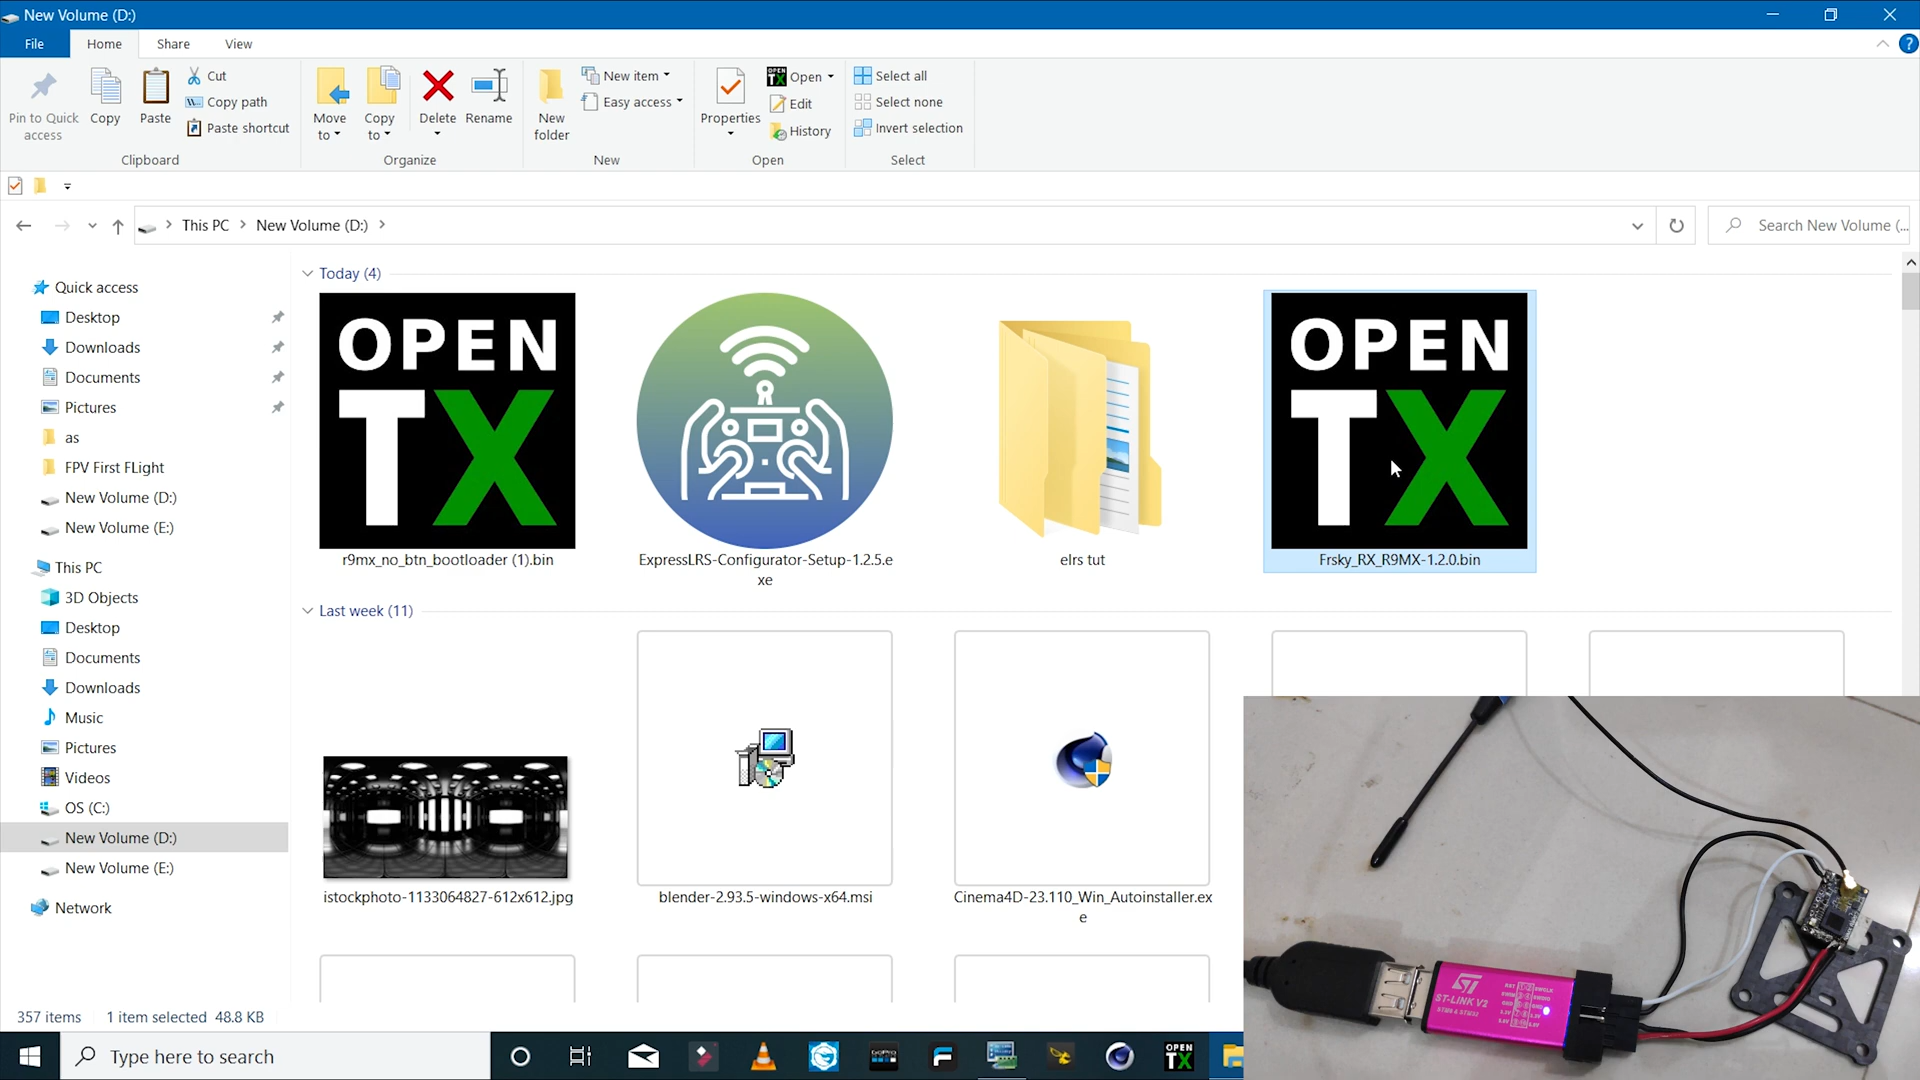 New Volume (D:)
File
Home
Share
View
Pin to Quick
access
Copy
Paste
Cut
Copy path
Paste shortcut
Clipboard
Move
to
Copy
to
Delete
Rename
Organize
New
folder
New item
Easy access
New
Properties
OPEN
TX
Open
Edit
History
Open
Select all
Select none
Invert selection
Select
This PC
New Volume (D:)
Search New Volume (...
Quick access
Desktop
Downloads
Documents
Pictures
as
FPV First FLight
New Volume (D:)
New Volume (E:)
This PC
3D Objects
Desktop
Documents
Downloads
Music
Pictures
Videos
OS (C:)
New Volume (D:)
New Volume (E:)
Network
Today (4)
OPEN
TX
r9mx_no_btn_bootloader (1).bin
ExpressLRS-Configurator-Setup-1.2.5.e
xe
elrs tut
OPEN
TX
Frsky_RX_R9MX-1.2.0.bin
Last week (11)
istockphoto-1133064827-612x612.jpg
blender-2.93.5-windows-x64.msi
Cinema4D-23.110_Win_Autoinstaller.ex
e
ST-LINK V2
357 items
1 item selected 48.8 KB
Type here to search
GoPro
OPEN
TX